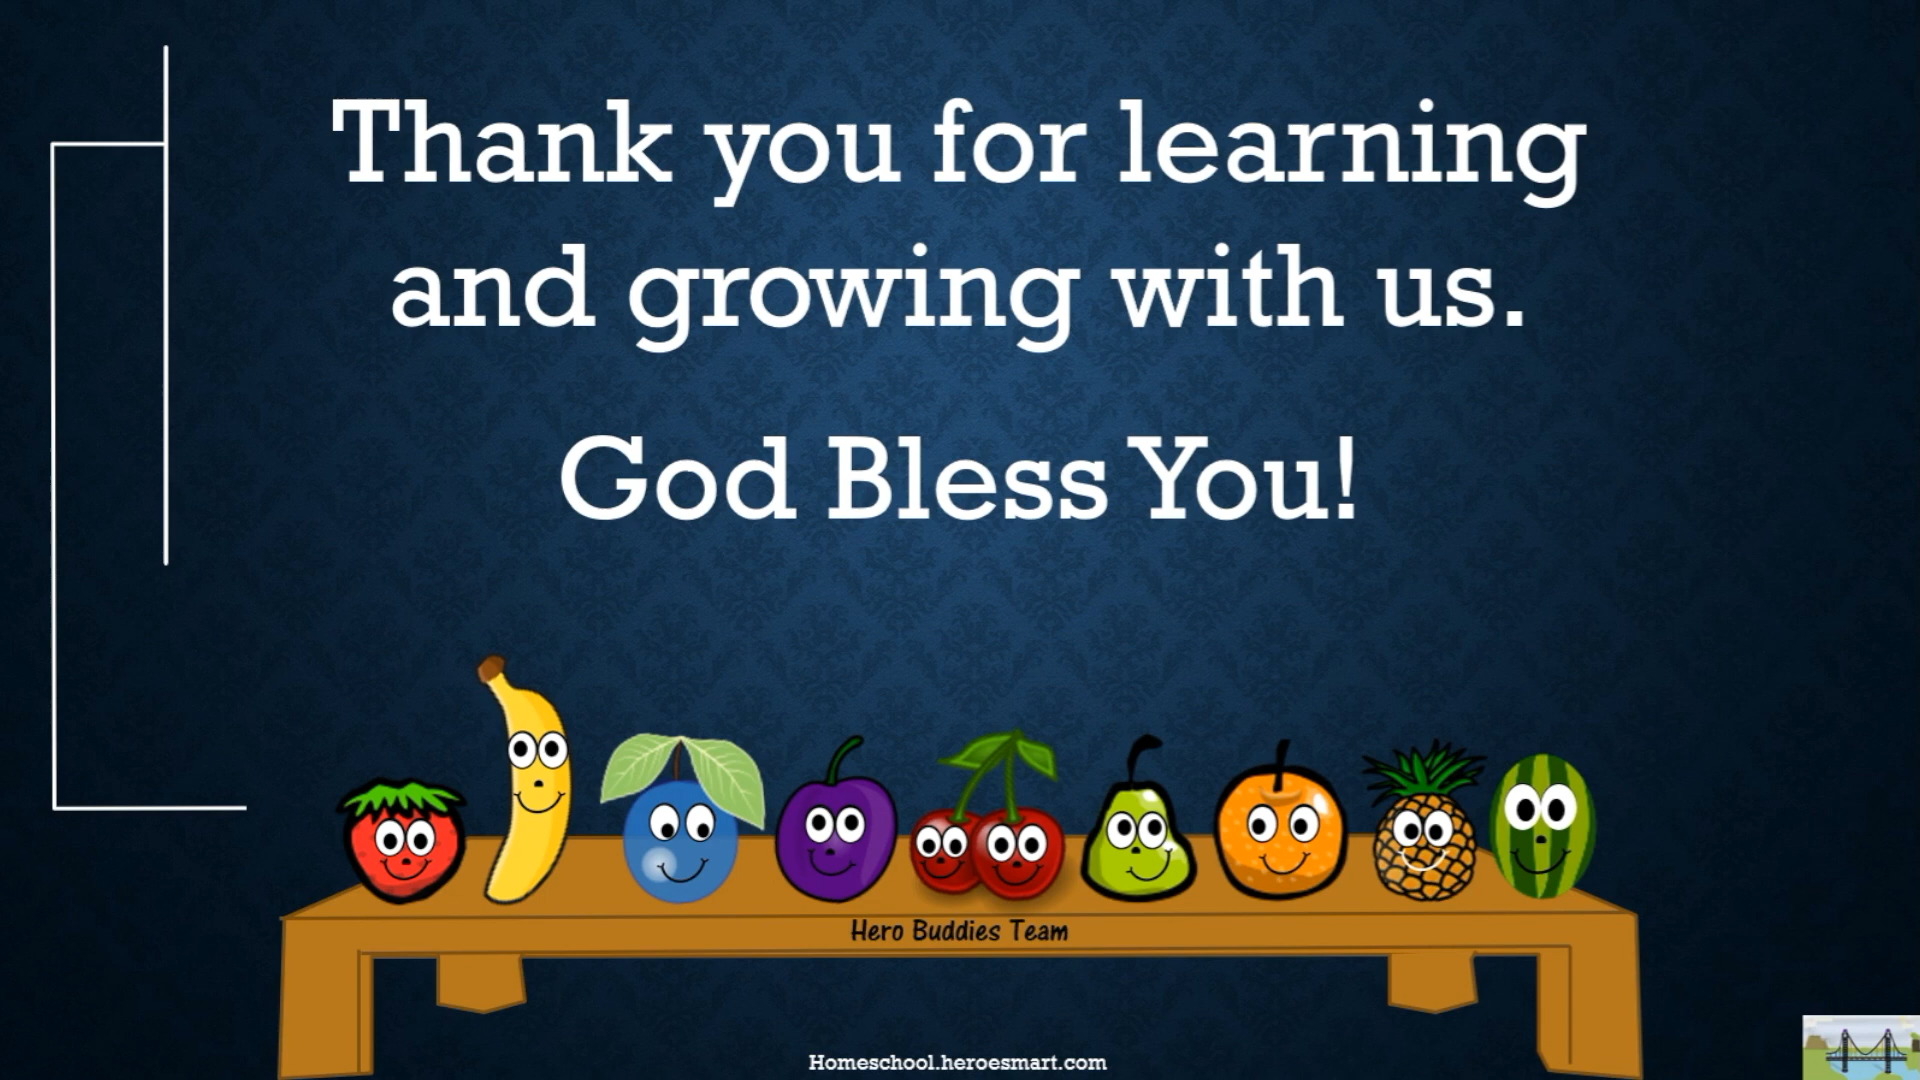 Thank you for learning
and growing with us.
God Bless You!
Hero Buddies Team
Homeschool.heroesmart.com